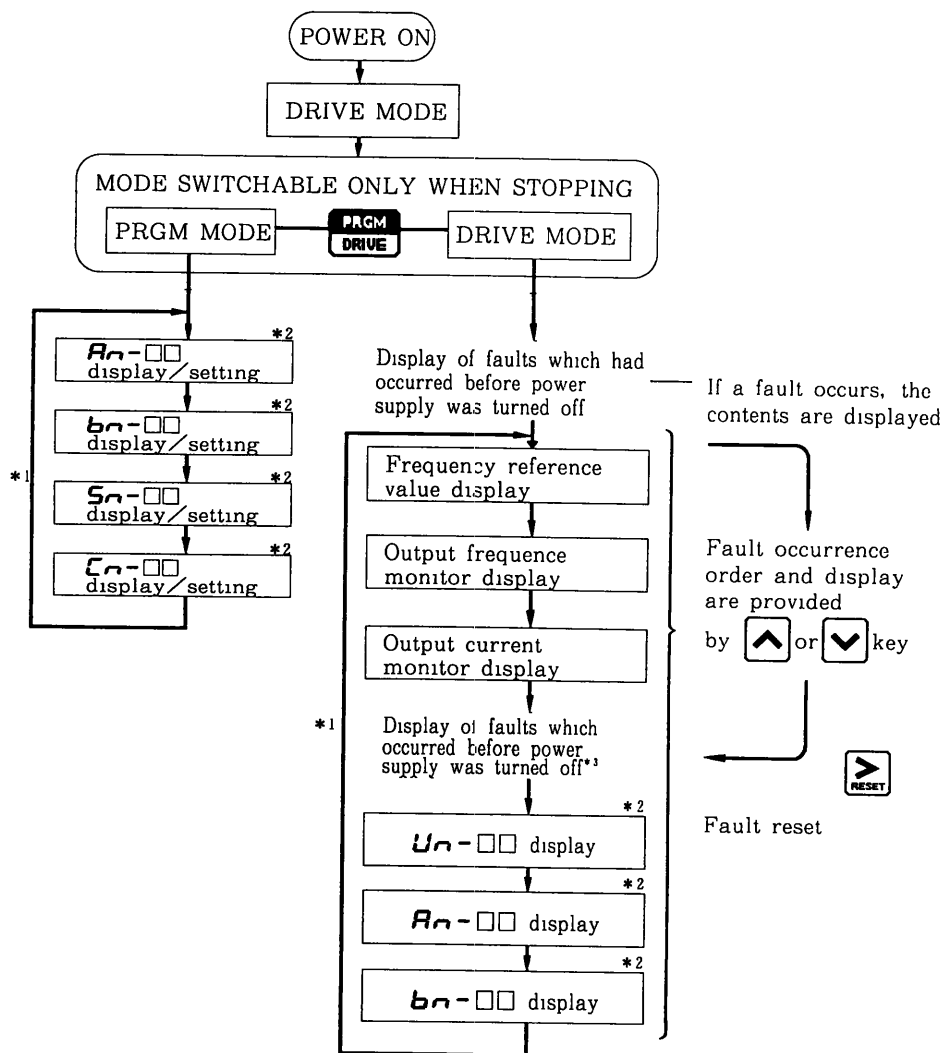 POWER ON
DRIVE MODE
MODE SWITCHABLE ONLY WHEN STOPPING
PRGM MODE
PRGM
DRIVE
DRIVE MODE
*2
An-□□
display/setting
*2
bn-□□
display/setting
*2
Sn-□□
display/setting
*2
Cn-□□
display/setting
*1
Display of faults which had
occurred before power
supply was turned off
If a fault occurs, the
contents are displayed
Frequency reference
value display
Output frequence
monitor display
Output current
monitor display
*1
Display of faults which
occurred before power
supply was turned off*3
*2
Un-□□ display
*2
An-□□ display
*2
bn-□□ display
Fault occurrence
order and display
are provided
by ∧ or ∨ key
>
RESET
Fault reset